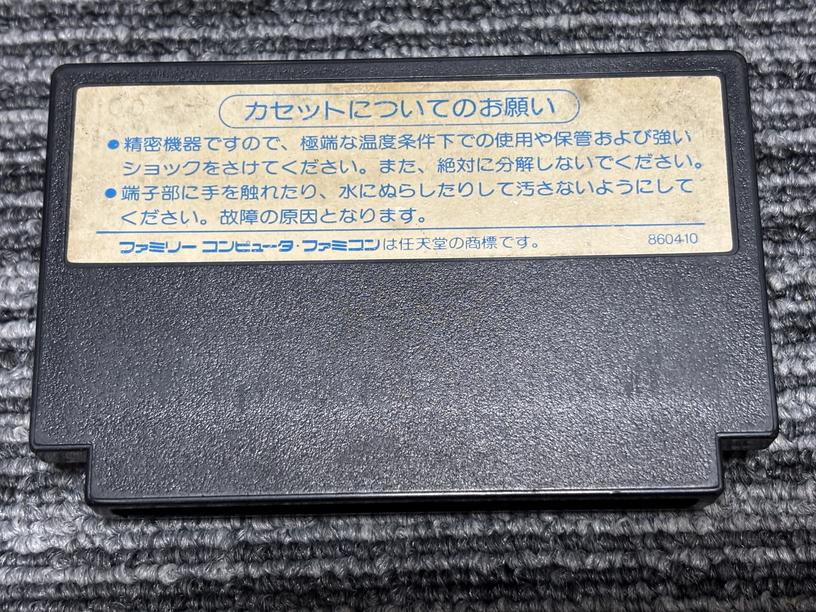 カセットについてのお願い
●精密機器ですので、極端な温度条件下での使用や保管および強い
ショックをさけてください。また、絶対に分解しないでください。
●端子部に手を触れたり、水にぬらしたりして汚さないようにして
ください。故障の原因となります。
ファミリー コンピュータ・ファミコンは任天堂の商標です。 860410